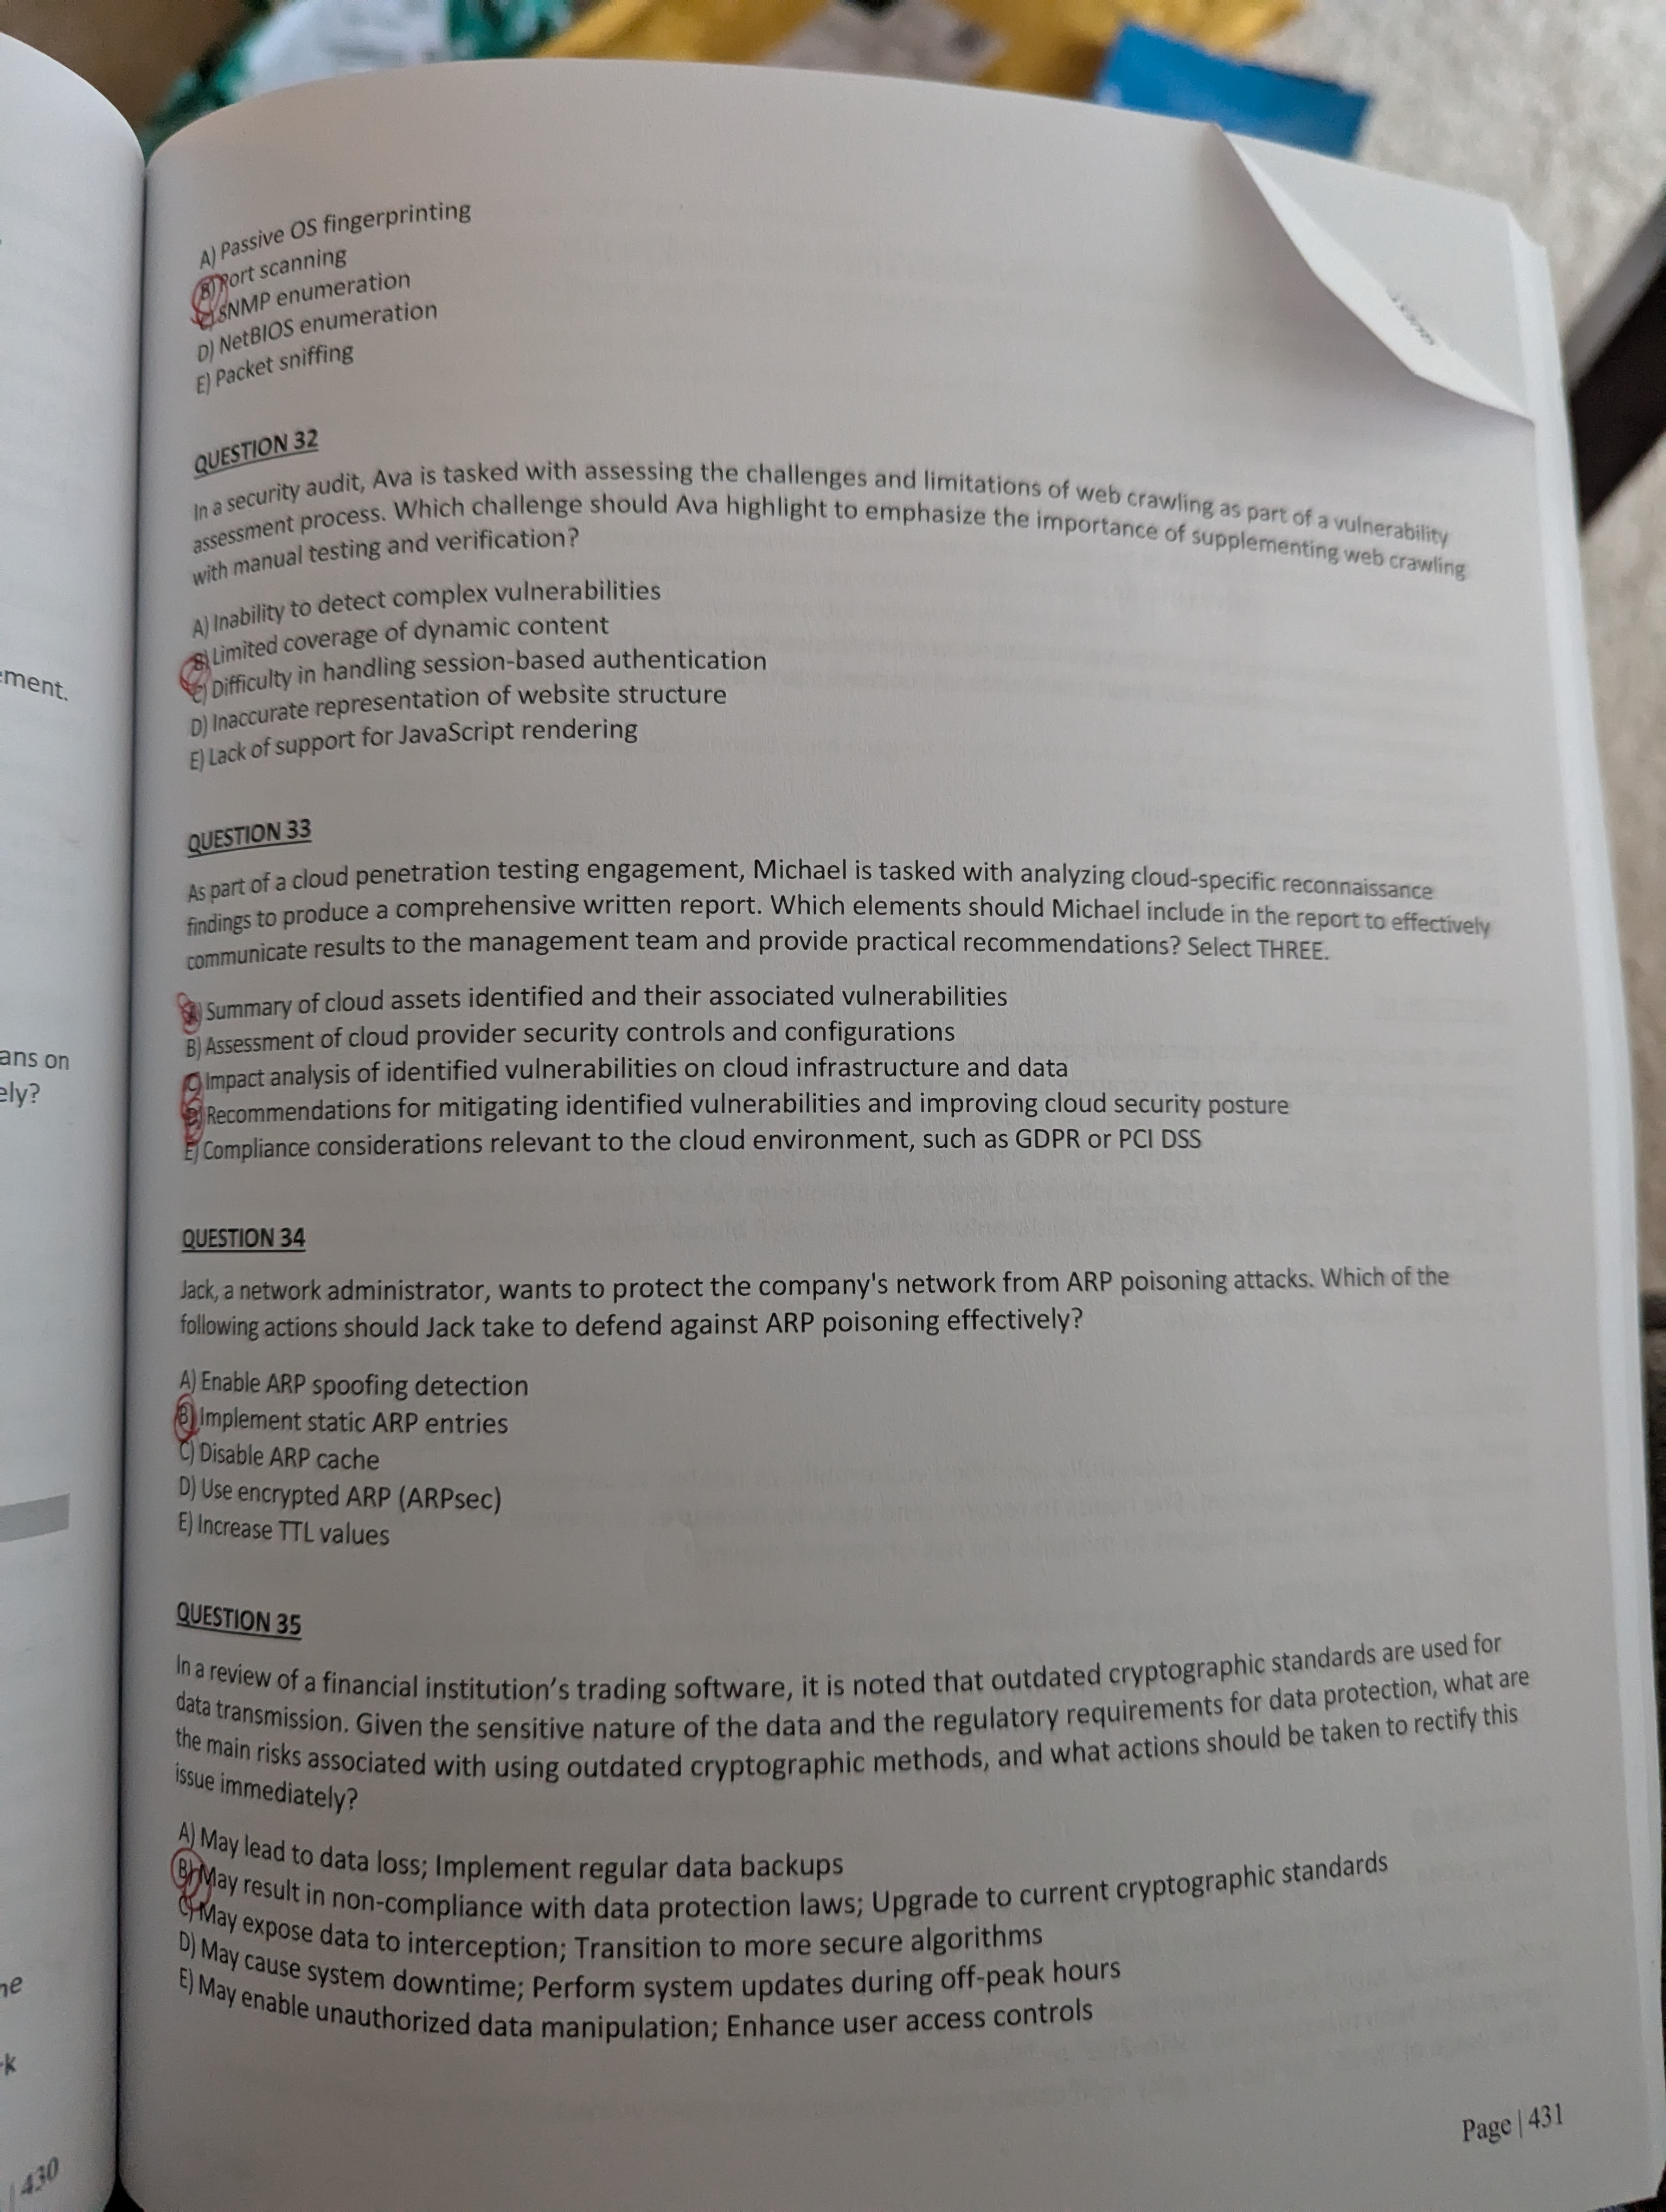 ement.
ans on
ely?
ne
k
| 430
A) Passive OS fingerprinting
B) Port scanning
C) SNMP enumeration
D) NetBIOS enumeration
E) Packet sniffing
QUESTION 32
In a security audit, Ava is tasked with assessing the challenges and limitations of web crawling as part of a vulnerability
assessment process. Which challenge should Ava highlight to emphasize the importance of supplementing web crawling
with manual testing and verification?
A) Inability to detect complex vulnerabilities
B) Limited coverage of dynamic content
C) Difficulty in handling session-based authentication
D) Inaccurate representation of website structure
E) Lack of support for JavaScript rendering
QUESTION 33
As part of a cloud penetration testing engagement, Michael is tasked with analyzing cloud-specific reconnaissance
findings to produce a comprehensive written report. Which elements should Michael include in the report to effectively
communicate results to the management team and provide practical recommendations? Select THREE.
A) Summary of cloud assets identified and their associated vulnerabilities
B) Assessment of cloud provider security controls and configurations
C) Impact analysis of identified vulnerabilities on cloud infrastructure and data
D) Recommendations for mitigating identified vulnerabilities and improving cloud security posture
E) Compliance considerations relevant to the cloud environment, such as GDPR or PCI DSS
QUESTION 34
Jack, a network administrator, wants to protect the company's network from ARP poisoning attacks. Which of the
following actions should Jack take to defend against ARP poisoning effectively?
A) Enable ARP spoofing detection
B) Implement static ARP entries
C) Disable ARP cache
D) Use encrypted ARP (ARPsec)
E) Increase TTL values
QUESTION 35
In a review of a financial institution’s trading software, it is noted that outdated cryptographic standards are used for
data transmission. Given the sensitive nature of the data and the regulatory requirements for data protection, what are
the main risks associated with using outdated cryptographic methods, and what actions should be taken to rectify this
issue immediately?
A) May lead to data loss; Implement regular data backups
B) May result in non-compliance with data protection laws; Upgrade to current cryptographic standards
C) May expose data to interception; Transition to more secure algorithms
D) May cause system downtime; Perform system updates during off-peak hours
E) May enable unauthorized data manipulation; Enhance user access controls
Page | 431